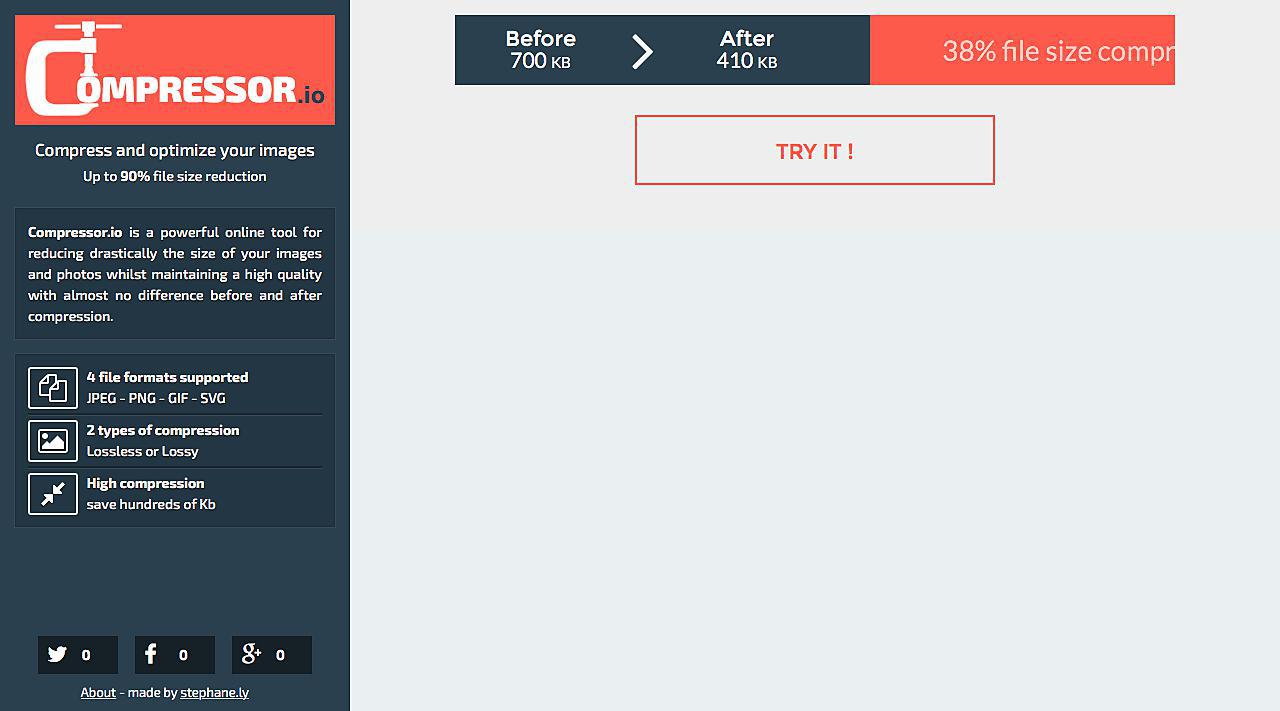 COMPRESSOR.io
Compress and optimize your images
Up to 90% file size reduction
Compressor.io is a powerful online tool for
reducing drastically the size of your images
and photos whilst maintaining a high quality
with almost no difference before and after
compression.
4 file formats supported
JPEG - PNG - GIF - SVG
2 types of compression
Lossless or Lossy
High compression
save hundreds of Kb
0
0
g+ 0
About - made by stephane.ly
Before
700 KB
After
410 KB
38% file size compr
TRY IT !